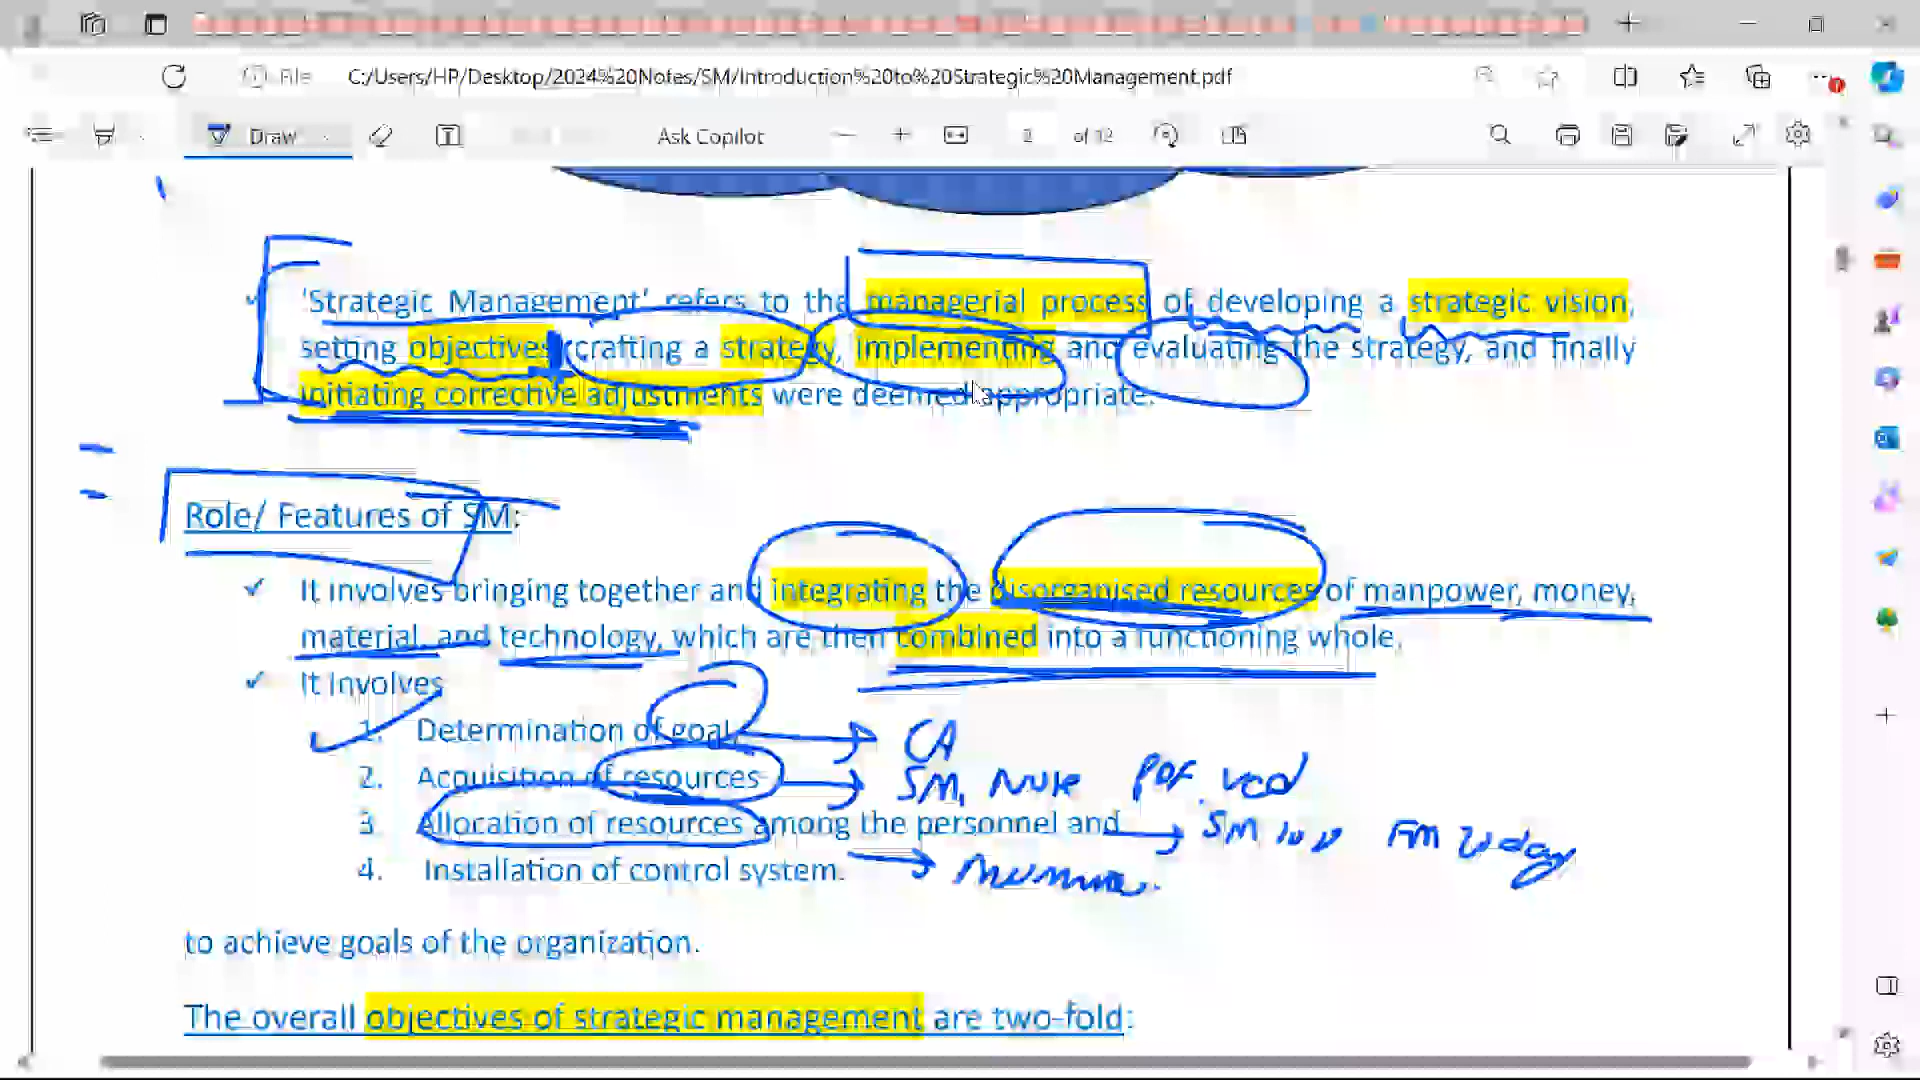 File C:/Users/HP/Desktop/2024%20Notes/SM/Introduction%20to%20Strategic%20Management.pdf
Draw Ask Copilot 2 of 12
'Strategic Management' refers to the managerial process of developing a strategic vision,
setting objectives crafting a strategy, implementing and evaluating the strategy, and finally
initiating corrective adjustments were deemed appropriate.
Role/ Features of SM:
It involves bringing together and integrating the disorganised resources of manpower, money,
material, and technology, which are then combined into a functioning whole.
It involves
1. Determination of goal, CA
2. Acquisition of resources SM,
3. Allocation of resources among the personnel and SM FM
4. Installation of control system.
to achieve goals of the organization.
The overall objectives of strategic management are two-fold: